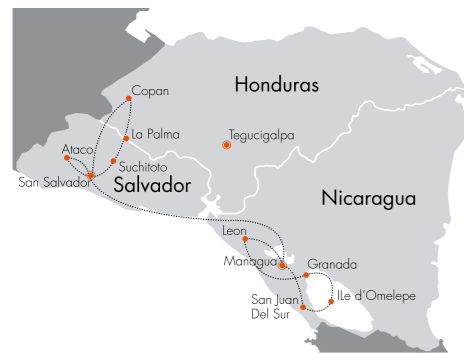 Copan
Honduras
La Palma
Tegucigalpa
Ataco
Suchitoto
San Salvador
Salvador
Nicaragua
Leon
Managua
Granada
San Juan
Del Sur
ILe d'Omelepe